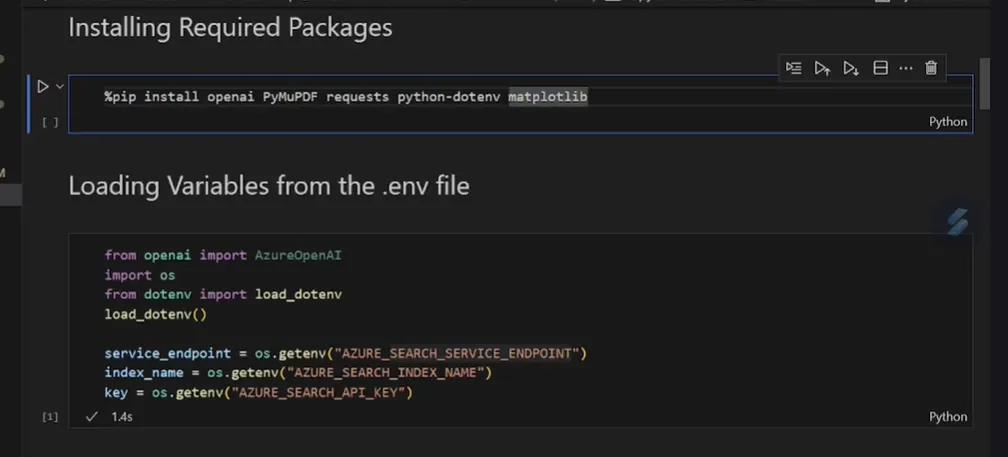 Installing Required Packages
%pip install openai PyMuPDF requests python-dotenv matplotlib
[ ]
Python
Loading Variables from the .env file
from openai import AzureOpenAI
import os
from dotenv import load_dotenv
load_dotenv()
service_endpoint = os.getenv("AZURE_SEARCH_SERVICE_ENDPOINT")
index_name = os.getenv("AZURE_SEARCH_INDEX_NAME")
key = os.getenv("AZURE_SEARCH_API_KEY")
[1]
1.4s
Python